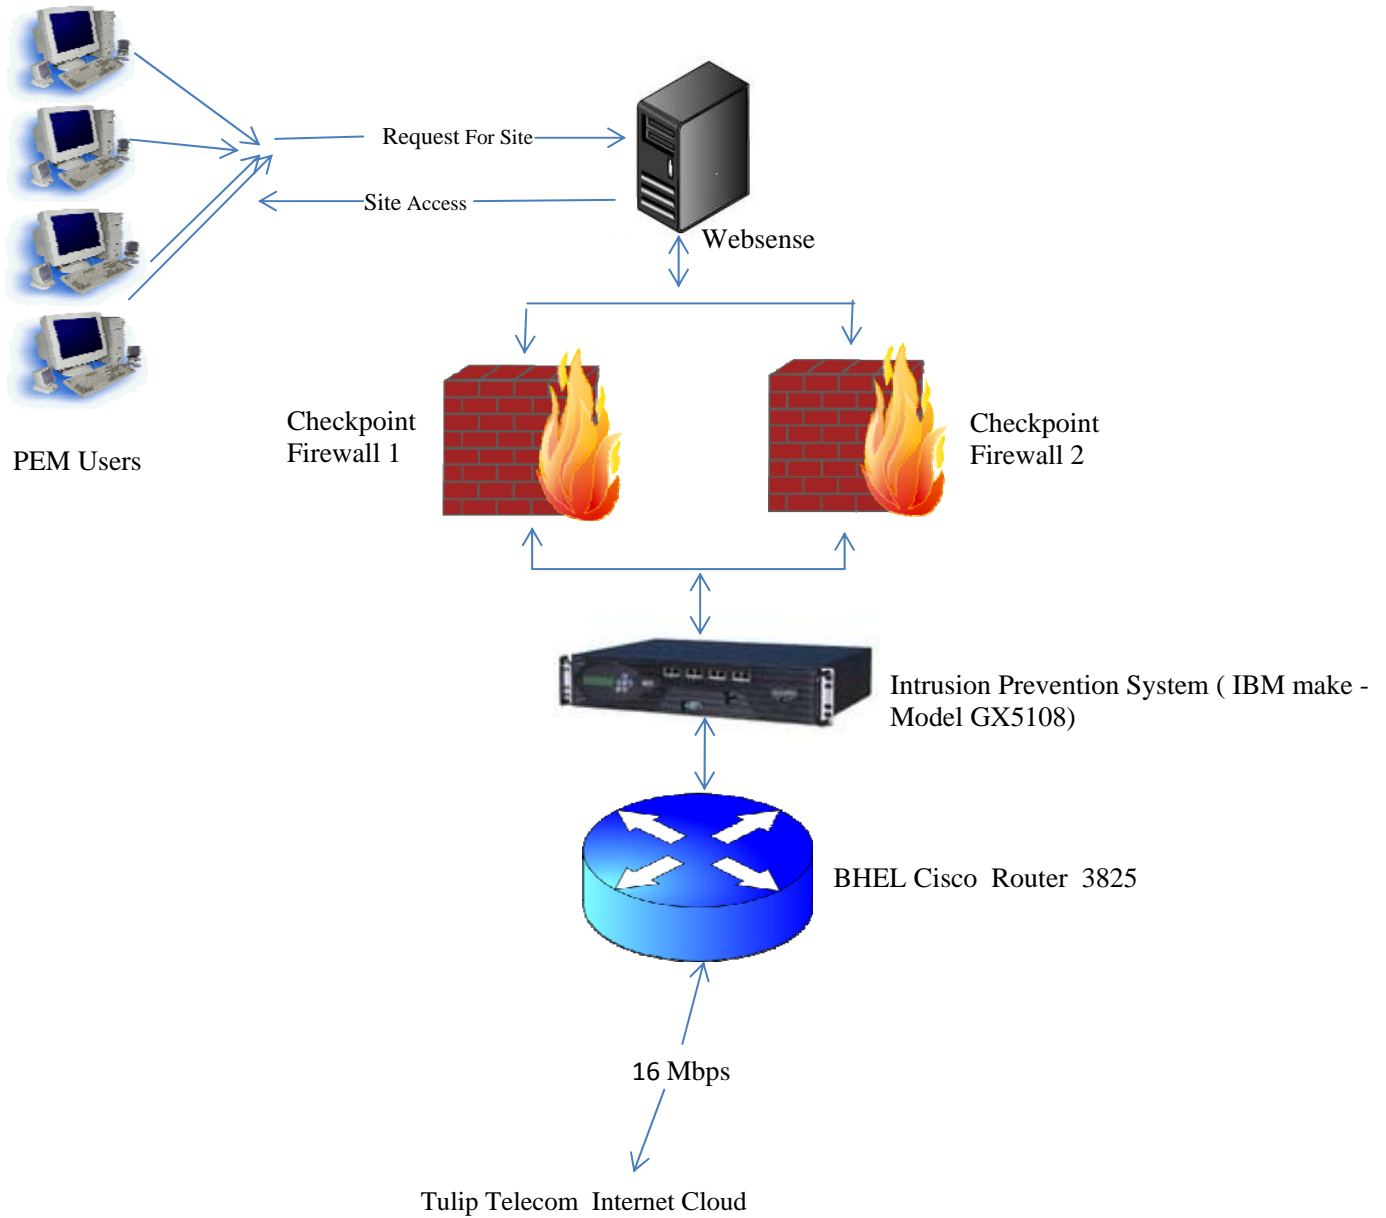 Request For Site
Site Access
Websense
Checkpoint
Firewall 1
Checkpoint
Firewall 2
PEM Users
Intrusion Prevention System ( IBM make -
Model GX5108)
BHEL Cisco Router 3825
16 Mbps
Tulip Telecom Internet Cloud